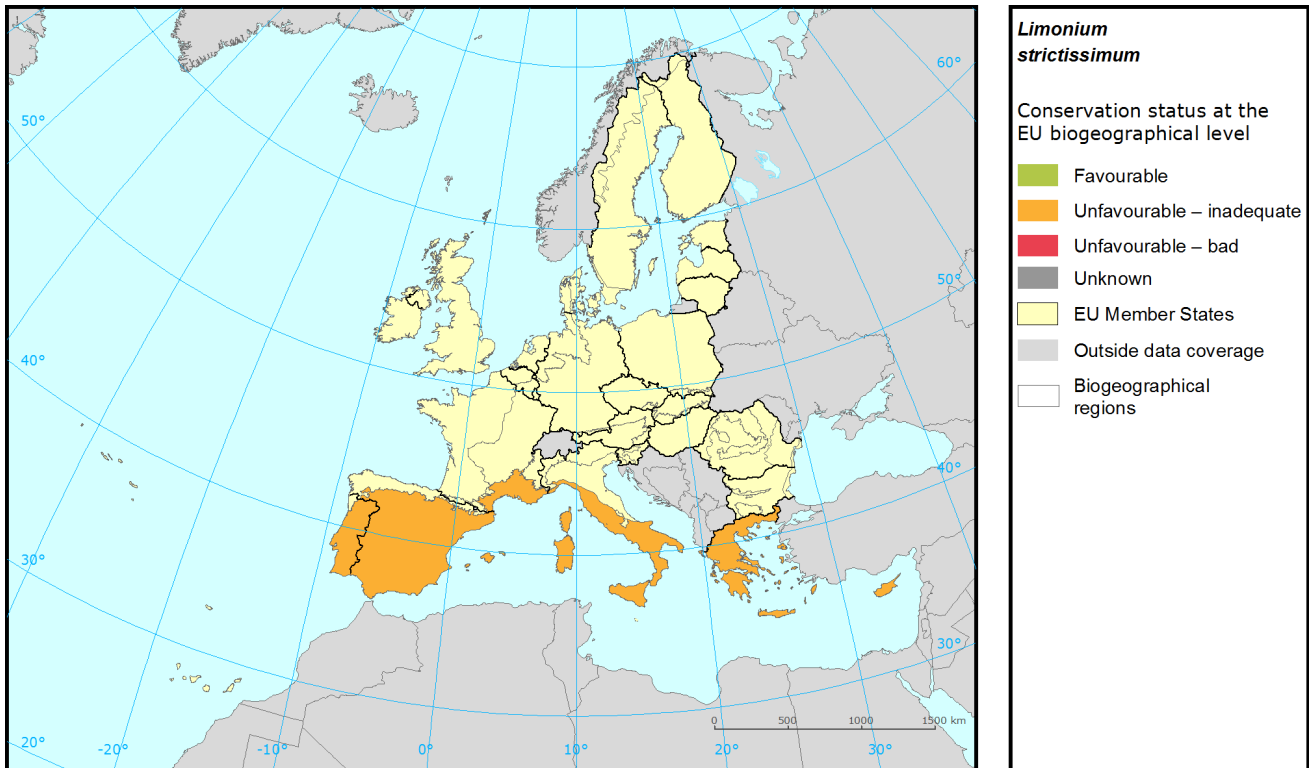 Limonium
strictissimum
Conservation status at the
EU biogeographical level
Favourable
Unfavourable – inadequate
Unfavourable – bad
Unknown
EU Member States
Outside data coverage
Biogeographical
regions
60°
50°
50°
40°
40°
30°
30°
0 500 1000 1500 km
20° -20° -10° 0° 10° 20° 30°